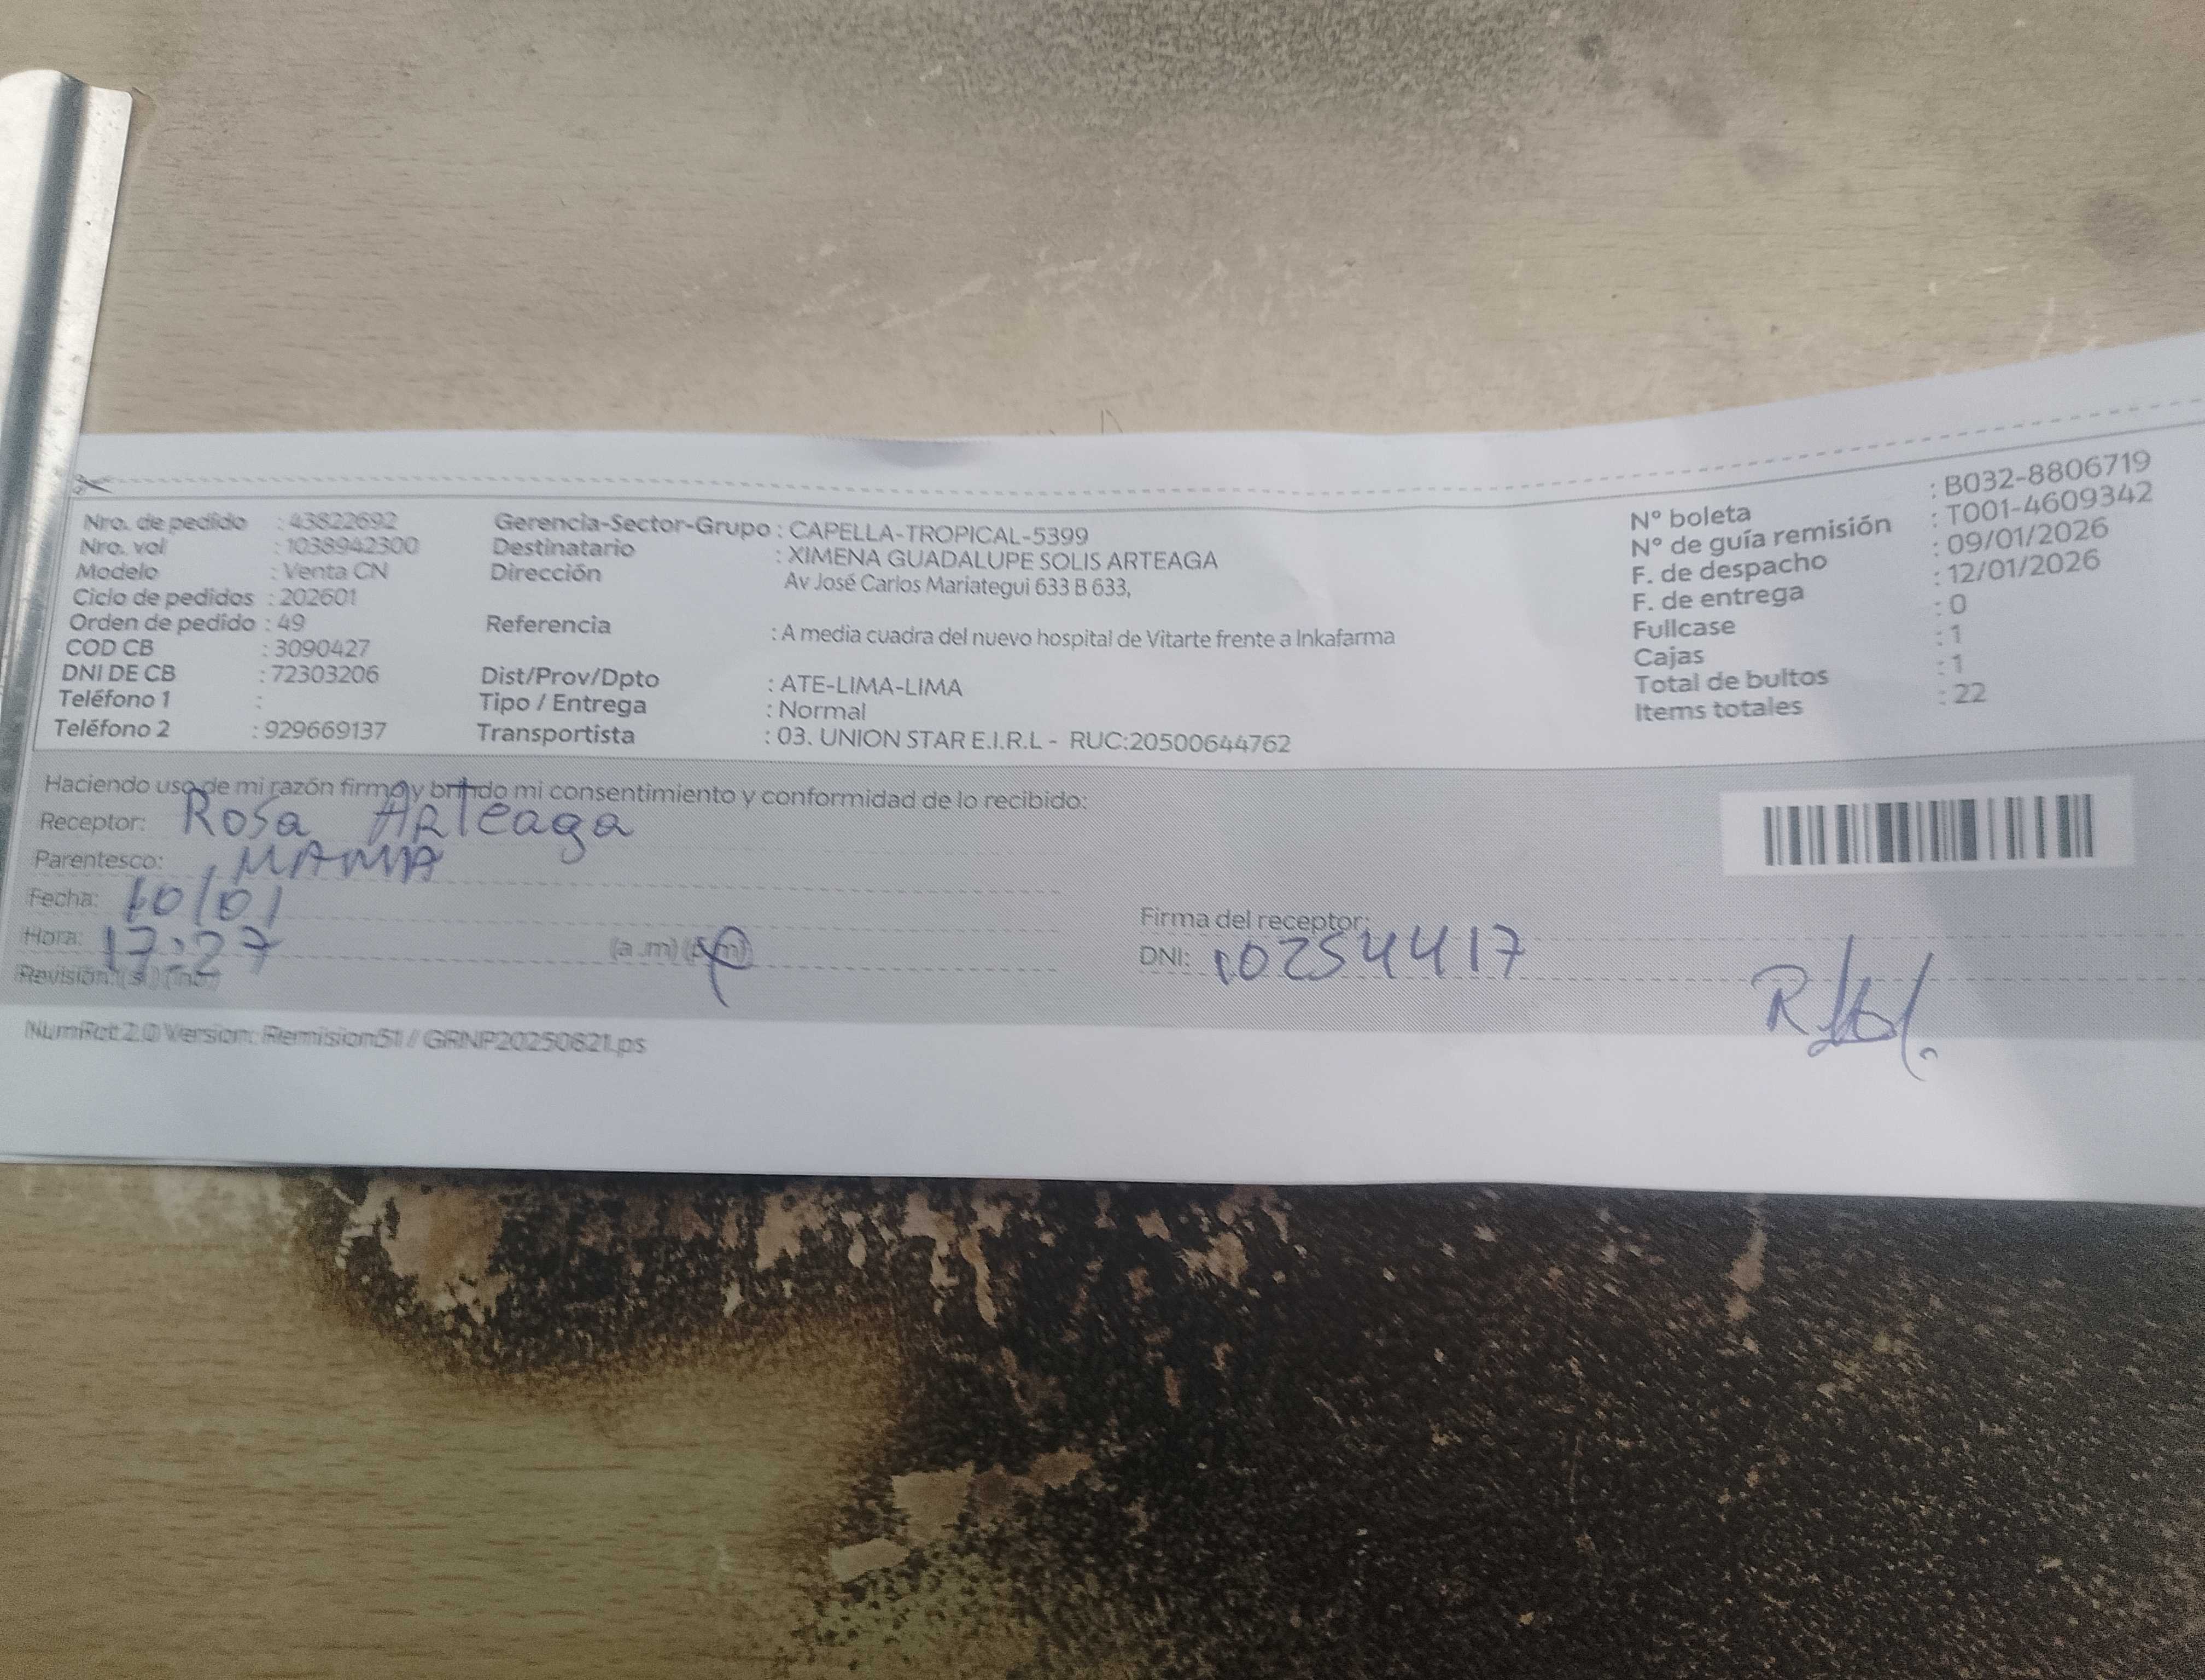 Nro. de pedido : 43822692
Nro. vol : 1038942300
Modelo : Venta CN
Ciclo de pedidos : 202601
Orden de pedido : 49
COD CB : 3090427
DNI DE CB : 72303206
Teléfono 1 :
Teléfono 2 : 929669137
Gerencia-Sector-Grupo : CAPELLA-TROPICAL-5399
Destinatario : XIMENA GUADALUPE SOLIS ARTEAGA
Dirección Av José Carlos Mariategui 633 B 633,
Referencia : A media cuadra del nuevo hospital de Vitarte frente a Inkafarma
Dist/Prov/Dpto : ATE-LIMA-LIMA
Tipo / Entrega : Normal
Transportista : 03. UNION STAR E.I.R.L - RUC:20500644762
N° boleta : B032-8806719
N° de guía remisión : T001-4609342
F. de despacho : 09/01/2026
F. de entrega : 12/01/2026
Fullcase : 0
Cajas : 1
Total de bultos : 1
Items totales : 22
Haciendo uso de mi razón firmo y brindo mi consentimiento y conformidad de lo recibido:
Receptor: Rosa ARTeaga
Parentesco: MAMA
Fecha: 10/01
Hora: 17:27 (a.m) (p.m)
Revisión: (si) (no)
Firma del receptor:
DNI: 10254417
NumRot 2.0 Version: Remision51 // GRNP20250821.ps